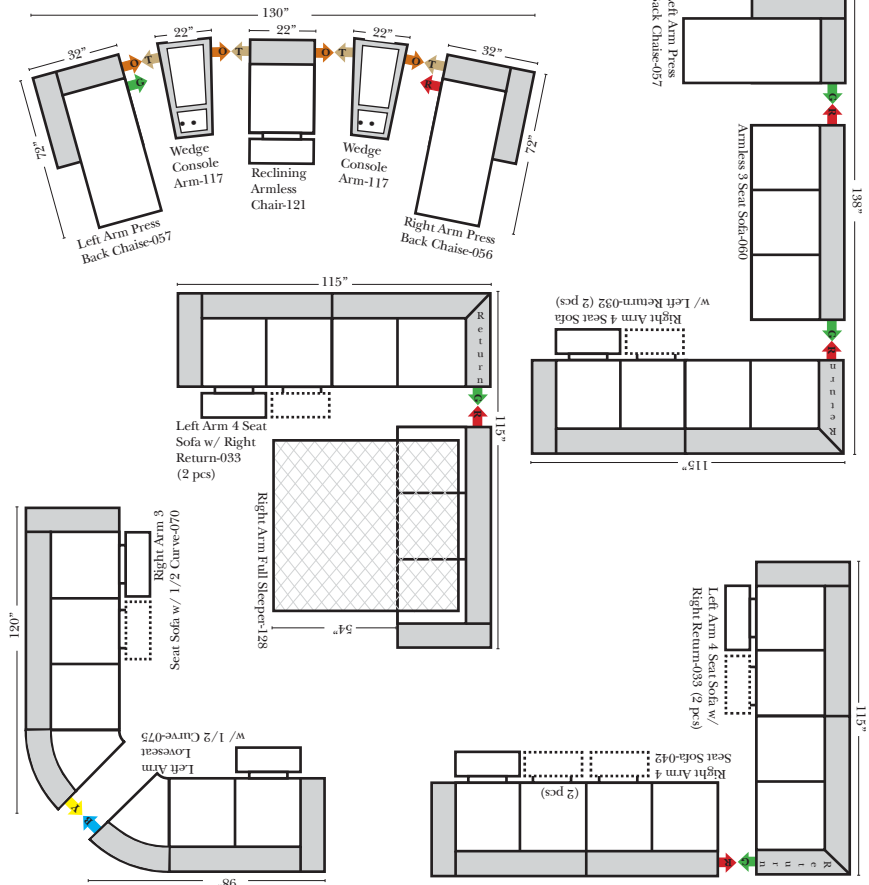 130”
32”
22”
22”
22”
32”
O
T
G
O
T
O
T
O
T
R
72”
72”
Left Arm Press
Back Chaise-057
Wedge
Console
Arm-117
Reclining
Armless
Chair-121
Wedge
Console
Arm-117
Right Arm Press
Back Chaise-056
Left Arm Press
Back Chaise-057
G
R
Armless 3 Seat Sofa-060
138”
G
R
Right Arm 4 Seat Sofa
w/ Left Return-032 (2 pcs)
Return
115”
115”
Return
G
R
115”
Left Arm 4 Seat
Sofa w/ Right
Return-033
(2 pcs)
Right Arm Full Sleeper-128
54”
120”
Right Arm 3
Seat Sofa w/ 1/2 Curve-070
Y
B
Left Arm
Loveseat
w/ 1/2 Curve-075
98”
Right Arm 4
Seat Sofa-042
(2 pcs)
R
G
Return
Left Arm 4 Seat Sofa w/
Right Return-033 (2 pcs)
115”